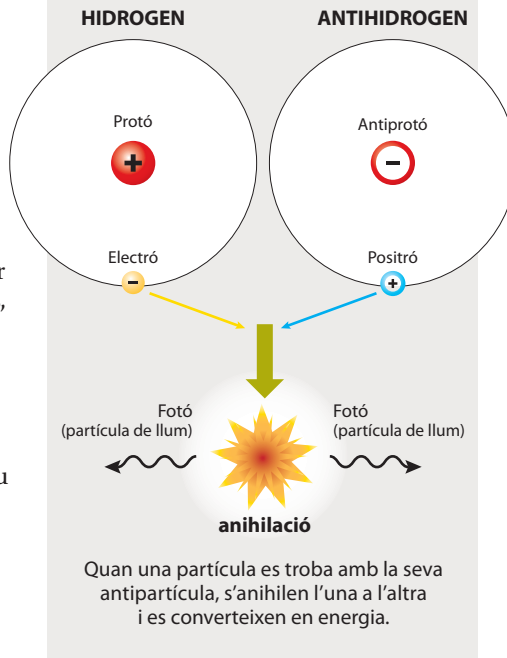 HIDROGEN
ANTIHIDROGEN
Protó
+
Antiprotó
−
Electró
−
Positró
+
r
”
u
Fotó
(partícula de llum)
Fotó
(partícula de llum)
anihilació
Quan una partícula es troba amb la seva
antipartícula, s’anihilen l’una a l’altra
i es converteixen en energia.